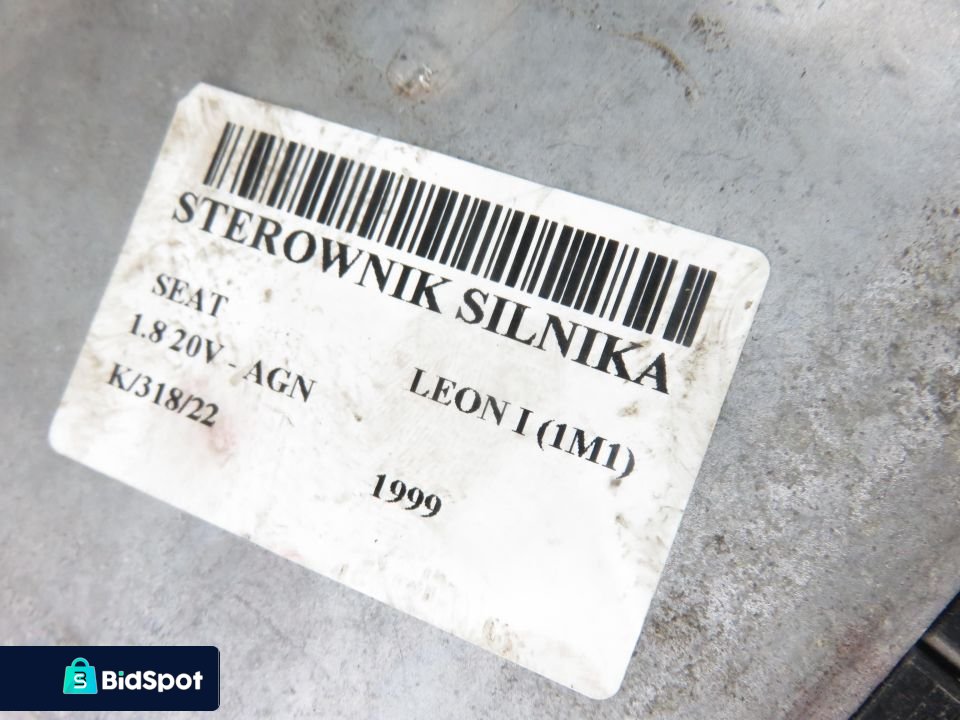 STEROWNIK SILNIKA
SEAT
LEON I (1M1)
1.8 20V - AGN
1999
K/318/22
BidSpot